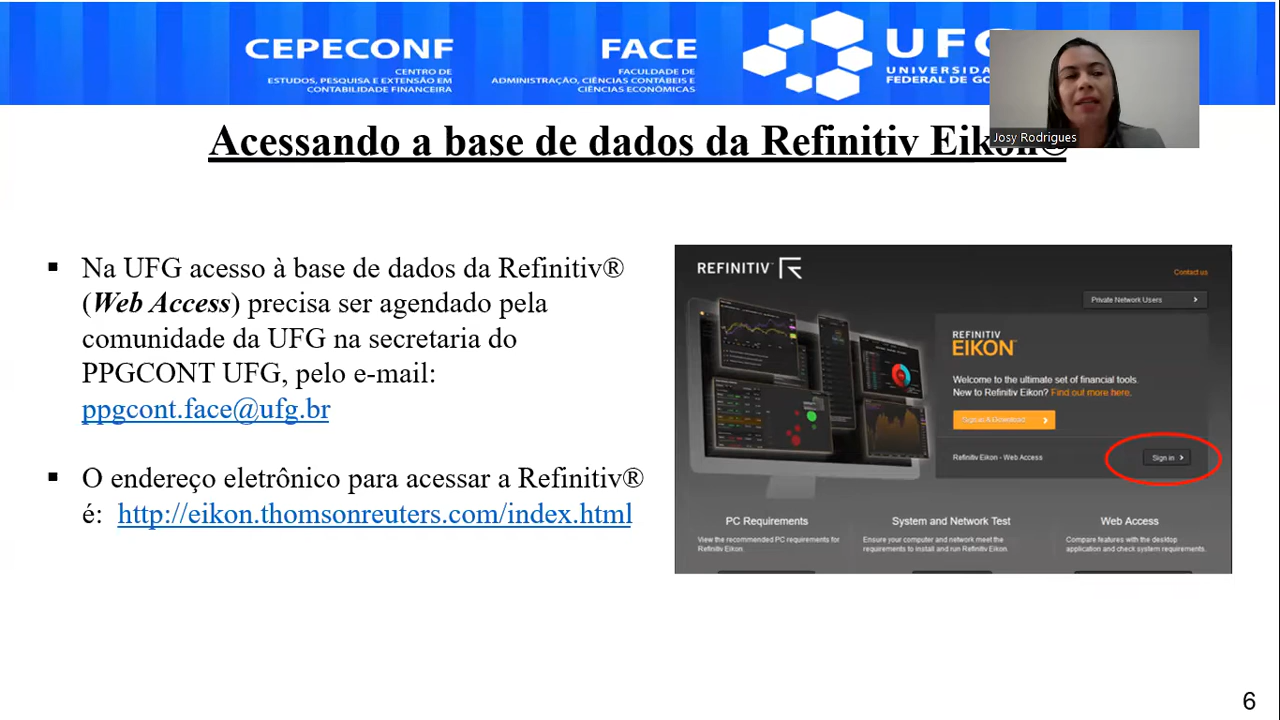 CEPECONF
CENTRO DE
ESTUDOS, PESQUISA E EXTENSÃO EM
CONTABILIDADE FINANCEIRA
FACE
FACULDADE DE
ADMINISTRAÇÃO, CIÊNCIAS CONTÁBEIS E
CIÊNCIAS ECONÔMICAS
UFG
UNIVERSIDA
FEDERAL DE GO
Josy Rodrigues
Acessando a base de dados da Refinitiv Eikon®
▪ Na UFG acesso à base de dados da Refinitiv®
(Web Access) precisa ser agendado pela
comunidade da UFG na secretaria do
PPGCONT UFG, pelo e-mail:
ppgcont.face@ufg.br
▪ O endereço eletrônico para acessar a Refinitiv®
é: http://eikon.thomsonreuters.com/index.html
REFINITIV
Contact us
Private Network Users
REFINITIV
EIKON
Welcome to the ultimate set of financial tools.
New to Refinitiv Eikon? Find out more here.
Refinitiv Eikon - Web Access
Sign in
PC Requirements
View the recommended PC requirements for
Refinitiv Eikon.
System and Network Test
Ensure your computer and network meet the
requirements to install and run Refinitiv Eikon.
Web Access
Compare features with the desktop
application and check system requirements.
6